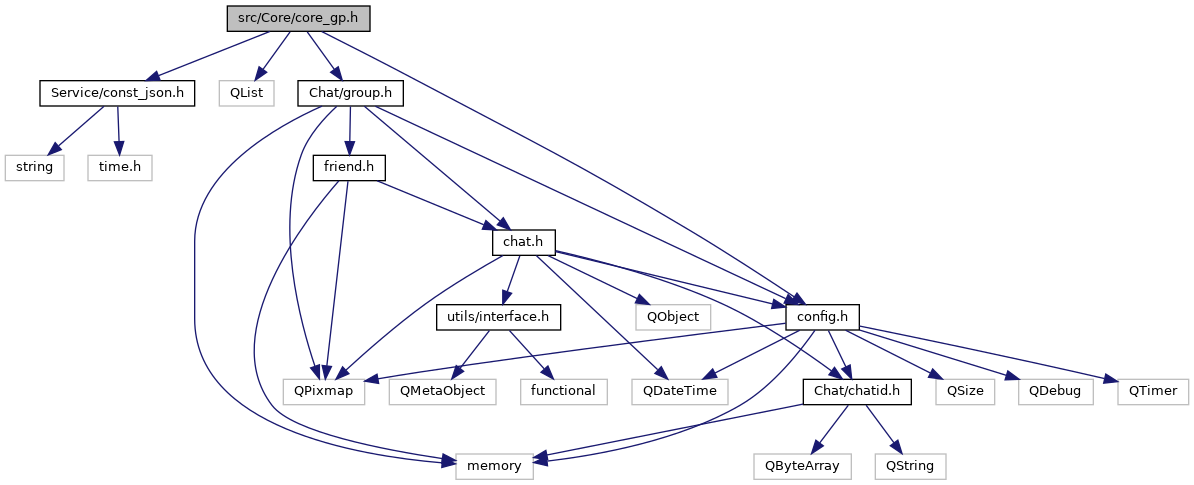 src/Core/core_gp.h
Service/const_json.h
QList
Chat/group.h
string
time.h
friend.h
chat.h
utils/interface.h
QObject
config.h
QPixmap
QMetaObject
functional
QDateTime
Chat/chatid.h
QSize
QDebug
QTimer
memory
QByteArray
QString